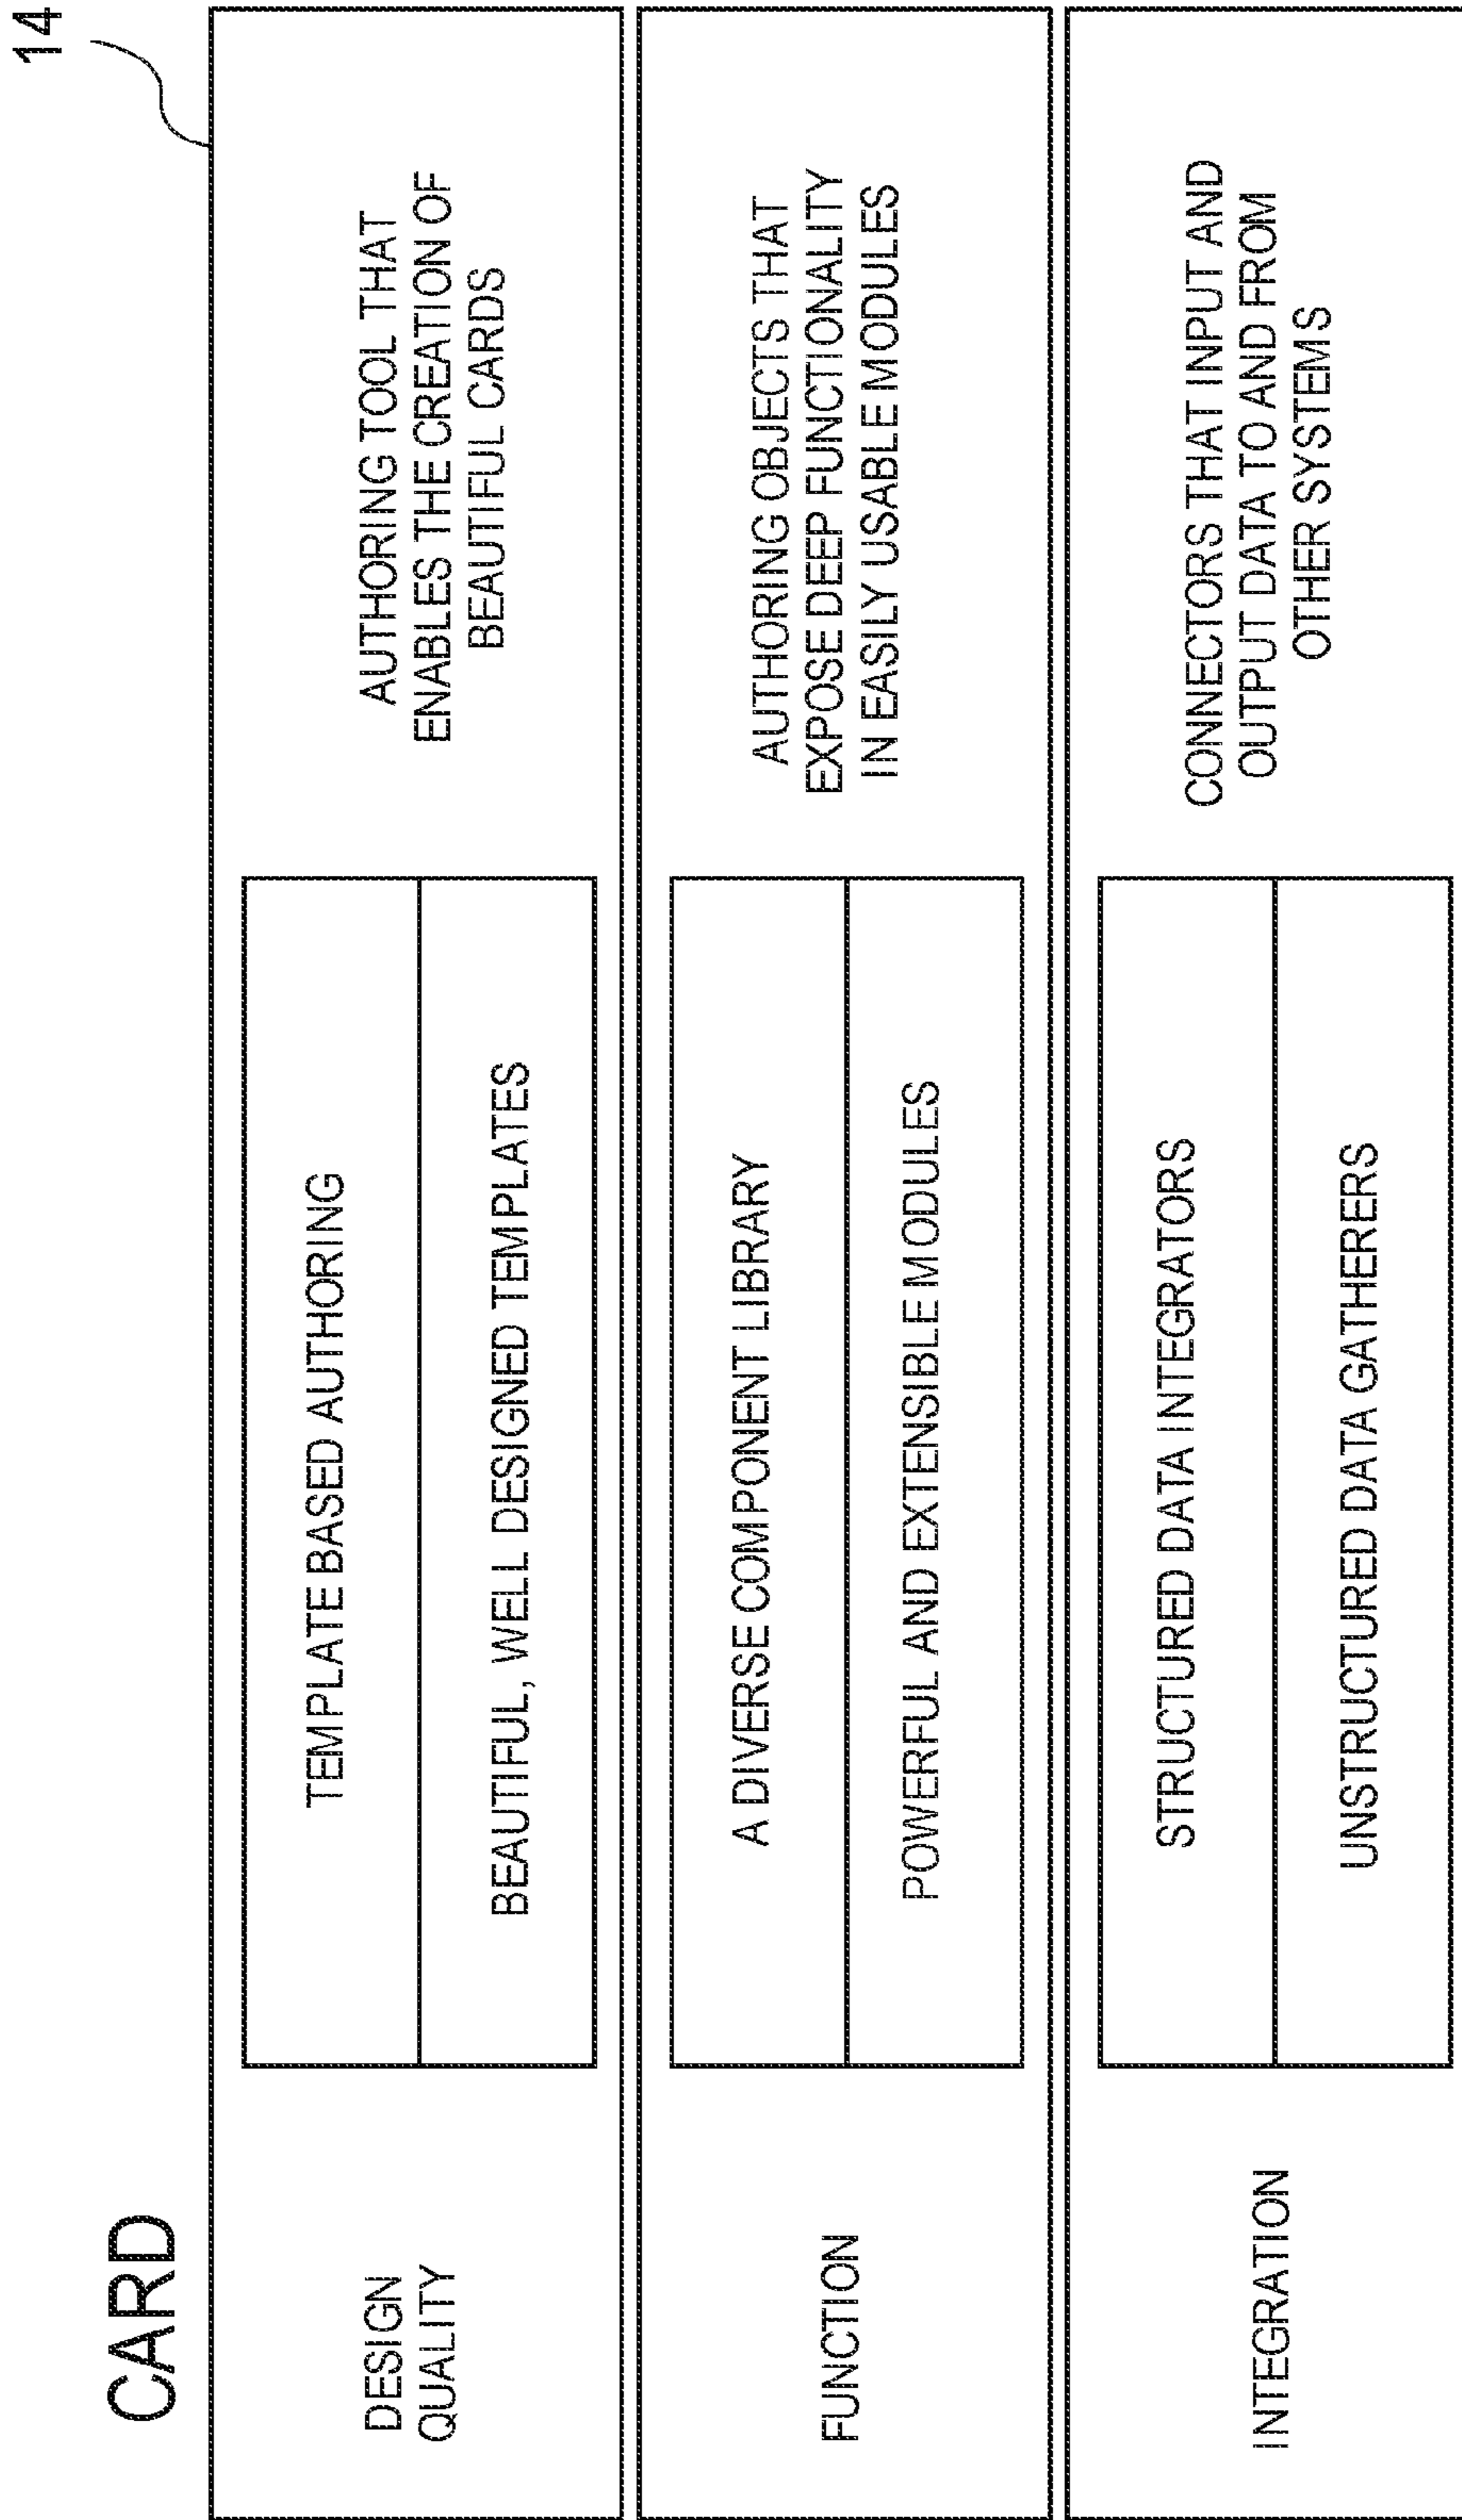 14
CARD
DESIGN
QUALITY
TEMPLATE BASED AUTHORING
BEAUTIFUL, WELL DESIGNED TEMPLATES
AUTHORING TOOL THAT
ENABLES THE CREATION OF
BEAUTIFUL CARDS
FUNCTION
A DIVERSE COMPONENT LIBRARY
POWERFUL AND EXTENSIBLE MODULES
AUTHORING OBJECTS THAT
EXPOSE DEEP FUNCTIONALITY
IN EASILY USABLE MODULES
INTEGRATION
STRUCTURED DATA INTEGRATORS
UNSTRUCTURED DATA GATHERERS
CONNECTORS THAT INPUT AND
OUTPUT DATA TO AND FROM
OTHER SYSTEMS